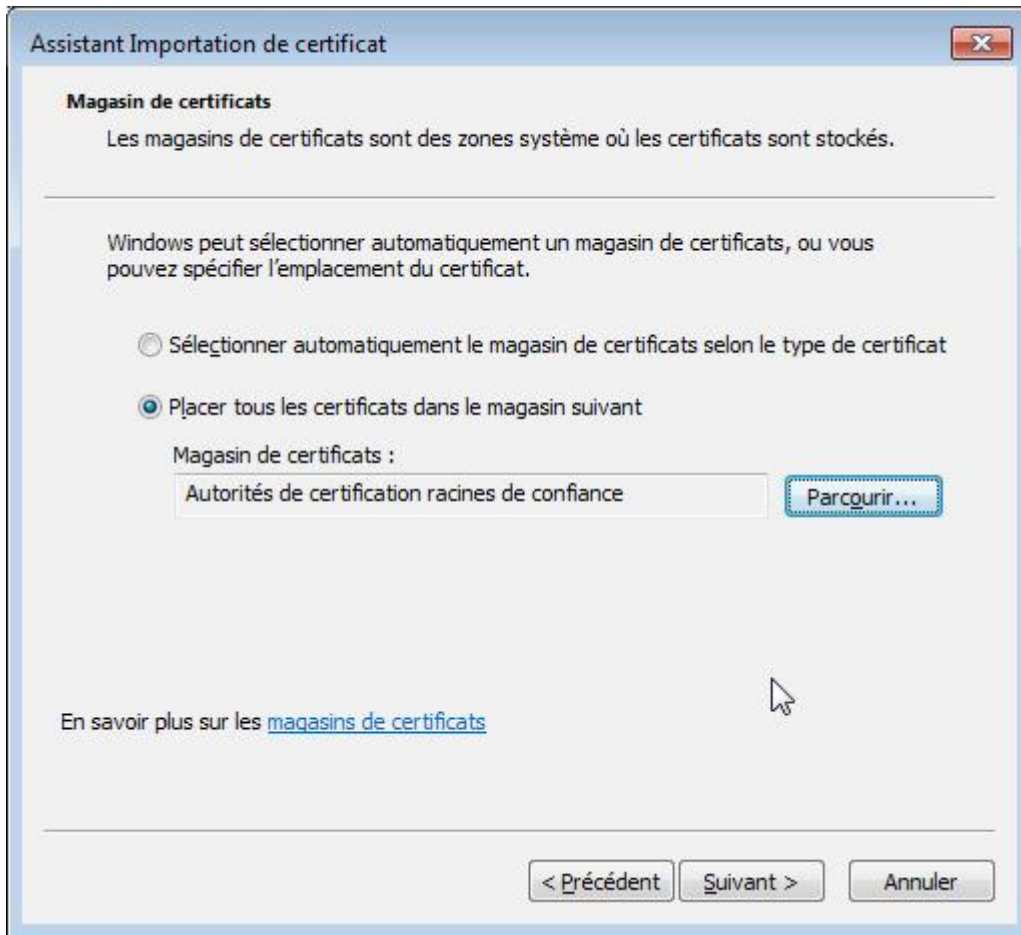 Assistant Importation de certificat
Magasin de certificats
Les magasins de certificats sont des zones système où les certificats sont stockés.
Windows peut sélectionner automatiquement un magasin de certificats, ou vous
pouvez spécifier l'emplacement du certificat.
Sélectionner automatiquement le magasin de certificats selon le type de certificat
Placer tous les certificats dans le magasin suivant
Magasin de certificats :
Autorités de certification racines de confiance
Parcourir...
En savoir plus sur les magasins de certificats
< Précédent
Suivant >
Annuler